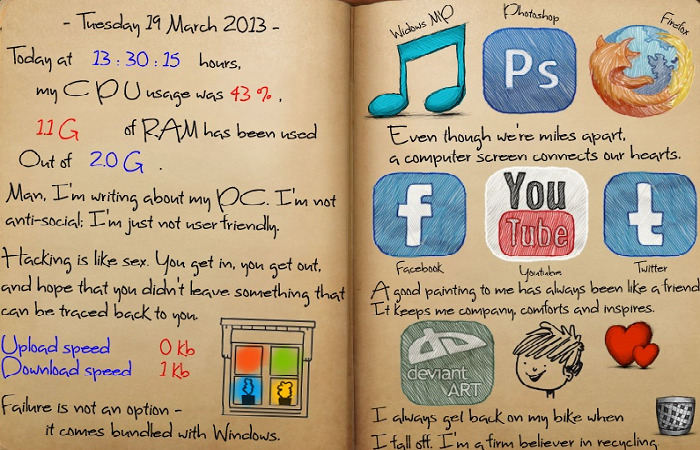 - Tuesday 19 March 2013 -
Today at 13:30:15 hours,
my CPU usage was 43 %,
1.1 G of RAM has been used
Out of 2.0 G .
Man, I'm writing about my PC. I'm not
anti-social; I'm just not user friendly.
Hacking is like sex. You get in, you get out,
and hope that you didn't leave something that
can be traced back to you.
Upload speed 0 Kb
Download speed 1 Kb
Failure is not an option -
it comes bundled with Windows.
Widows MP
Photoshop
Firefox
Ps
Even though we're miles apart,
a computer screen connects our hearts.
f
You
Tube
t
Facebook
Youtube
Twitter
A good painting to me has always been like a friend
It keeps me company, comforts and inspires.
deviant
ART
I always get back on my bike when
I fall off. I'm a firm believer in recycling.